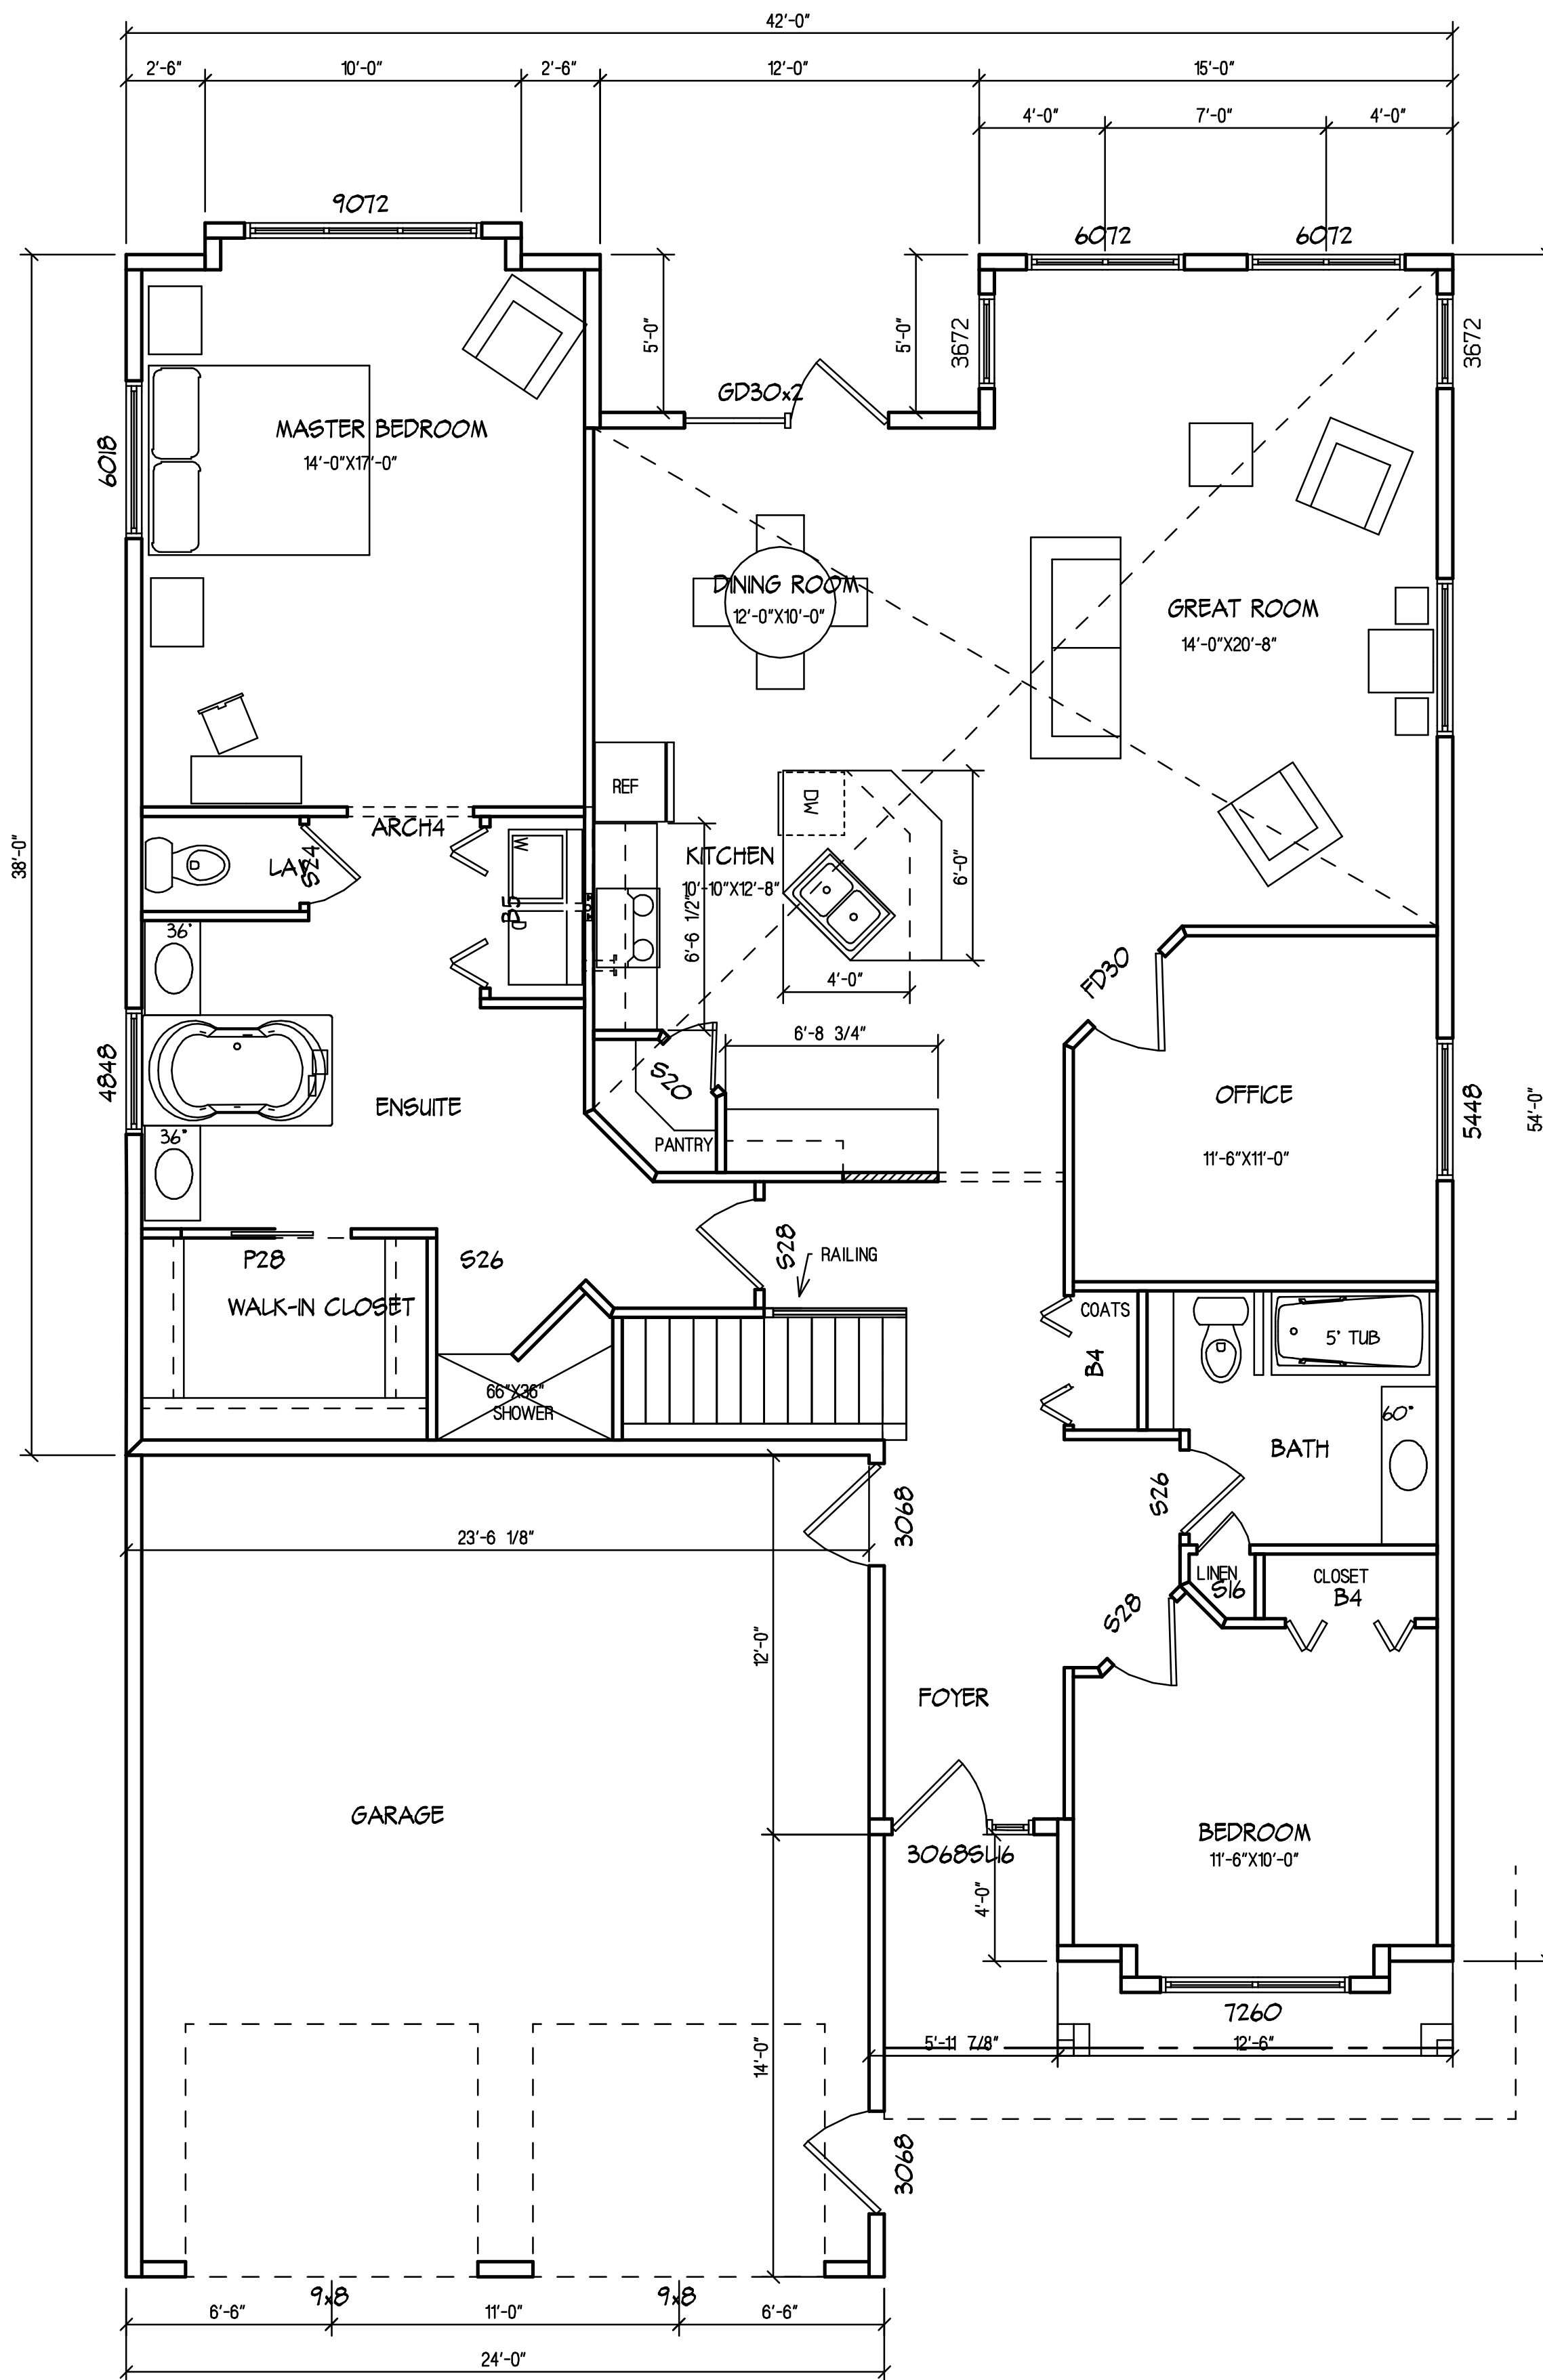 42'-0"
2'-6" 10'-0" 2'-6" 12'-0" 15'-0"
4'-0" 7'-0" 4'-0"
9072
6072 6072
5'-0" 5'-0" 3672 3672
GD30x2
MASTER BEDROOM
14'-0"X17'-0"
6018
DINING ROOM
12'-0"X10'-0"
GREAT ROOM
14'-0"X20'-8"
REF
DW
ARCH4
38'-0"
LAV
S24
W
D
B5
KITCHEN
10'-10"X12'-8"
6'-6 1/2"
6'-0"
4'-0"
36"
FD30
6'-8 3/4"
S20
4848
ENSUITE
36"
PANTRY
OFFICE
11'-6"X11'-0"
5448
54'-0"
P28
S26
S28
RAILING
WALK-IN CLOSET
COATS
B4
5' TUB
66"X36"
SHOWER
60"
BATH
3068
S26
23'-6 1/8"
LINEN
S16
CLOSET
B4
S28
12'-0"
FOYER
GARAGE
BEDROOM
11'-6"X10'-0"
3068SL16
4'-0"
7260
5'-11 7/8" 12'-6"
14'-0"
3068
9x8 9x8
6'-6" 11'-0" 6'-6"
24'-0"